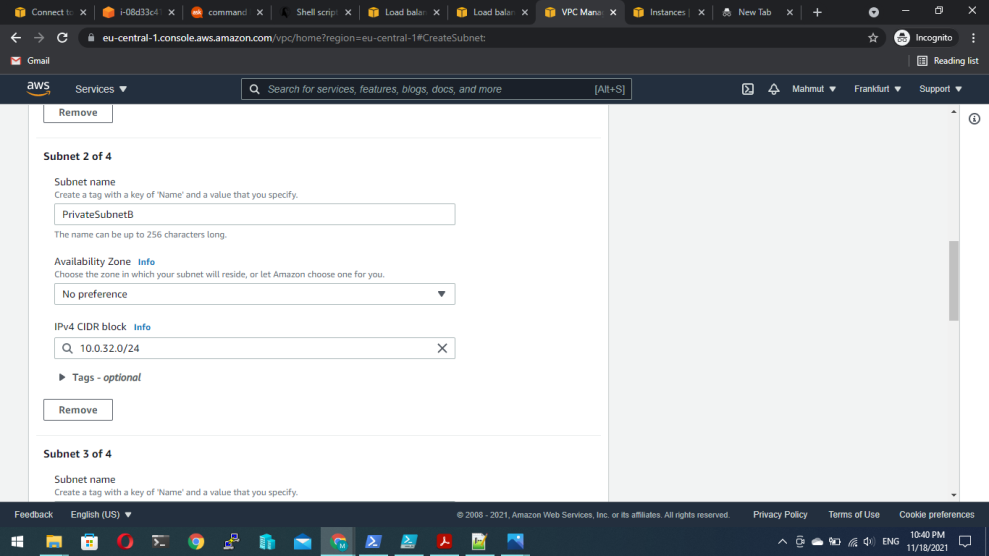 Connect to
i-08d33c41
command
Shell script
Load balan
Load balan
VPC Mana
Instances |
New Tab
eu-central-1.console.aws.amazon.com/vpc/home?region=eu-central-1#CreateSubnet:
Incognito
Gmail
Reading list
aws
Services
Search for services, features, blogs, docs, and more
[Alt+S]
Mahmut
Frankfurt
Support
Remove
Subnet 2 of 4
Subnet name
Create a tag with a key of 'Name' and a value that you specify.
PrivateSubnetB
The name can be up to 256 characters long.
Availability Zone Info
Choose the zone in which your subnet will reside, or let Amazon choose one for you.
No preference
IPv4 CIDR block Info
10.0.32.0/24
Tags - optional
Remove
Subnet 3 of 4
Subnet name
Create a tag with a key of 'Name' and a value that you specify.
Feedback
English (US)
© 2008 - 2021, Amazon Web Services, Inc. or its affiliates. All rights reserved.
Privacy Policy
Terms of Use
Cookie preferences
ENG
10:40 PM
11/18/2021